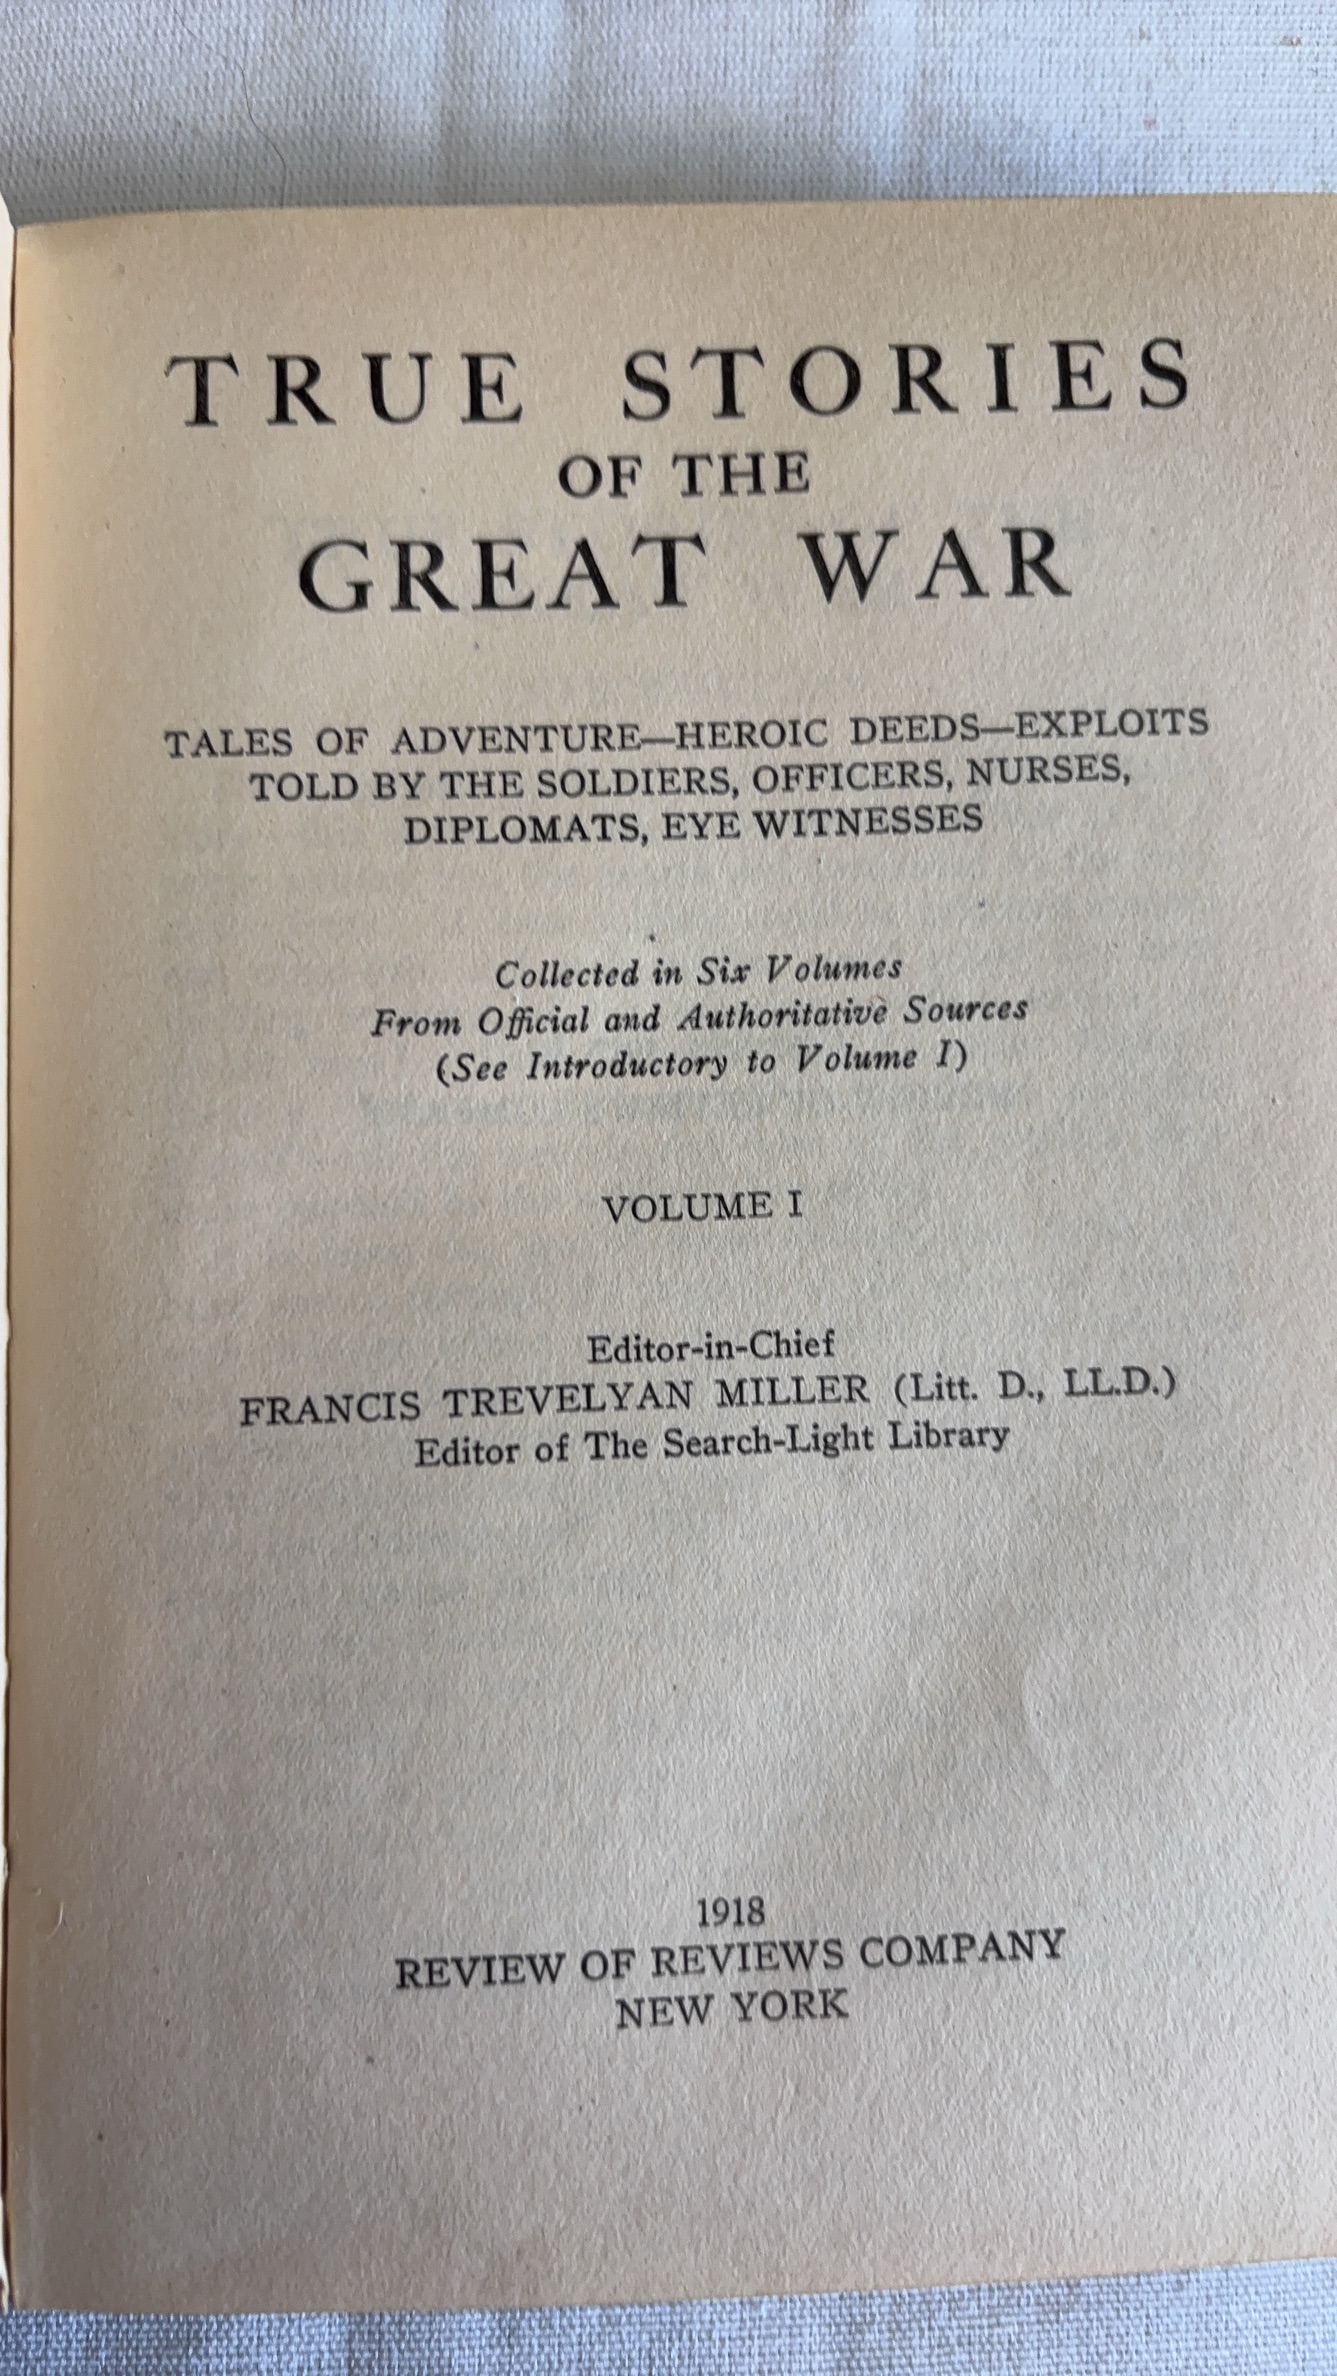 TRUE STORIES
OF THE
GREAT WAR
TALES OF ADVENTURE—HEROIC DEEDS—EXPLOITS
TOLD BY THE SOLDIERS, OFFICERS, NURSES,
DIPLOMATS, EYE WITNESSES
Collected in Six Volumes
From Official and Authoritative Sources
(See Introductory to Volume I)
VOLUME I
Editor-in-Chief
FRANCIS TREVELYAN MILLER (Litt. D., LL.D.)
Editor of The Search-Light Library
1918
REVIEW OF REVIEWS COMPANY
NEW YORK